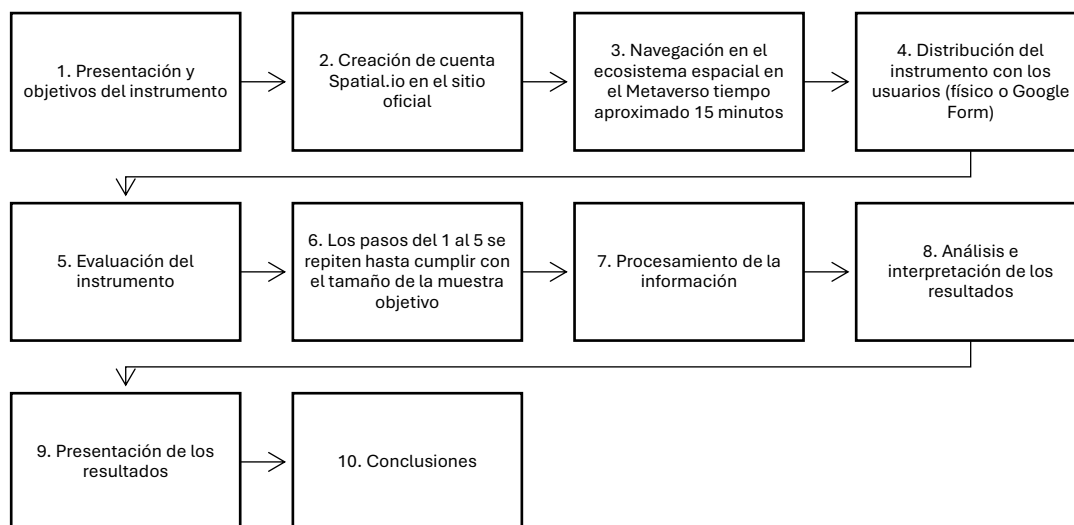 1. Presentación y
objetivos del instrumento
2. Creación de cuenta
Spatial.io en el sitio
oficial
3. Navegación en el
ecosistema espacial en
el Metaverso tiempo
aproximado 15 minutos
4. Distribución del
instrumento con los
usuarios (físico o Google
Form)
5. Evaluación del
instrumento
6. Los pasos del 1 al 5 se
repiten hasta cumplir con
el tamaño de la muestra
objetivo
7. Procesamiento de la
información
8. Análisis e
interpretación de los
resultados
9. Presentación de los
resultados
10. Conclusiones